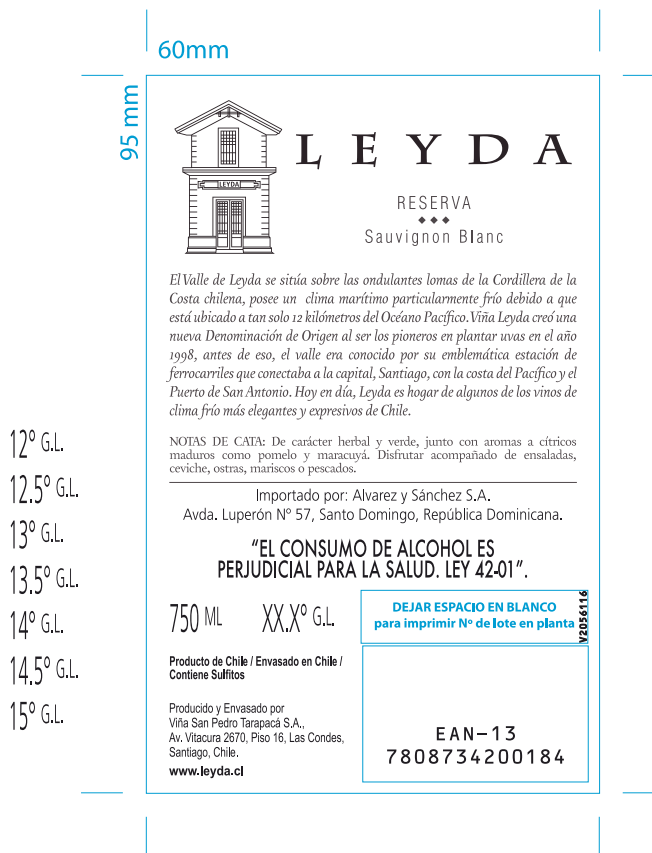 60mm
95 mm
LEYDA
LEYDA
RESERVA
Sauvignon Blanc
El Valle de Leyda se sitúa sobre las ondulantes lomas de la Cordillera de la
Costa chilena, posee un clima marítimo particularmente frío debido a que
está ubicado a tan solo 12 kilómetros del Océano Pacífico. Viña Leyda creó una
nueva Denominación de Origen al ser los pioneros en plantar uvas en el año
1998, antes de eso, el valle era conocido por su emblemática estación de
ferrocarriles que conectaba a la capital, Santiago, con la costa del Pacífico y el
Puerto de San Antonio. Hoy en día, Leyda es hogar de algunos de los vinos de
clima frío más elegantes y expresivos de Chile.
NOTAS DE CATA: De carácter herbal y verde, junto con aromas a cítricos
maduros como pomelo y maracuyá. Disfrutar acompañado de ensaladas,
ceviche, ostras, mariscos o pescados.
Importado por: Alvarez y Sánchez S.A.
Avda. Luperón Nº 57, Santo Domingo, República Dominicana.
“EL CONSUMO DE ALCOHOL ES
PERJUDICIAL PARA LA SALUD. LEY 42-01”.
750 ML XX.Xº G.L.
DEJAR ESPACIO EN BLANCO
para imprimir Nº de lote en planta
V2056116
Producto de Chile / Envasado en Chile /
Contiene Sulfitos
Producido y Envasado por
Viña San Pedro Tarapacá S.A.,
Av. Vitacura 2670, Piso 16, Las Condes,
Santiago, Chile.
www.leyda.cl
EAN-13
7808734200184
12º G.L.
12.5º G.L.
13º G.L.
13.5º G.L.
14º G.L.
14.5º G.L.
15º G.L.